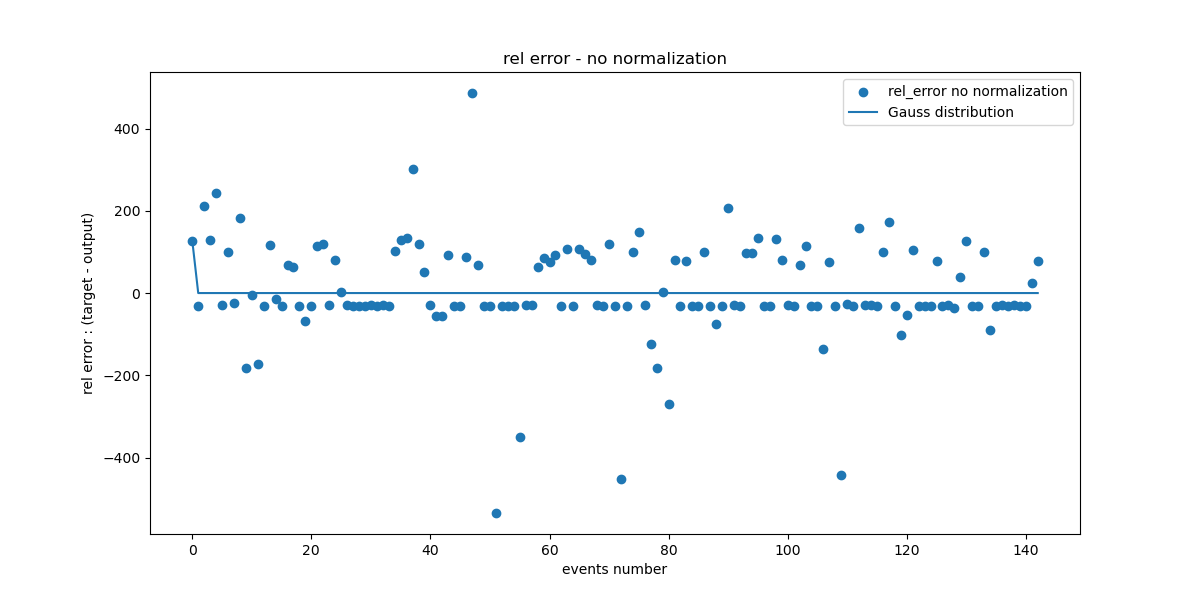 rel error - no normalization
rel_error no normalization
Gauss distribution
rel error : (target - output)
400
200
0
−200
−400
0 20 40 60 80 100 120 140
events number